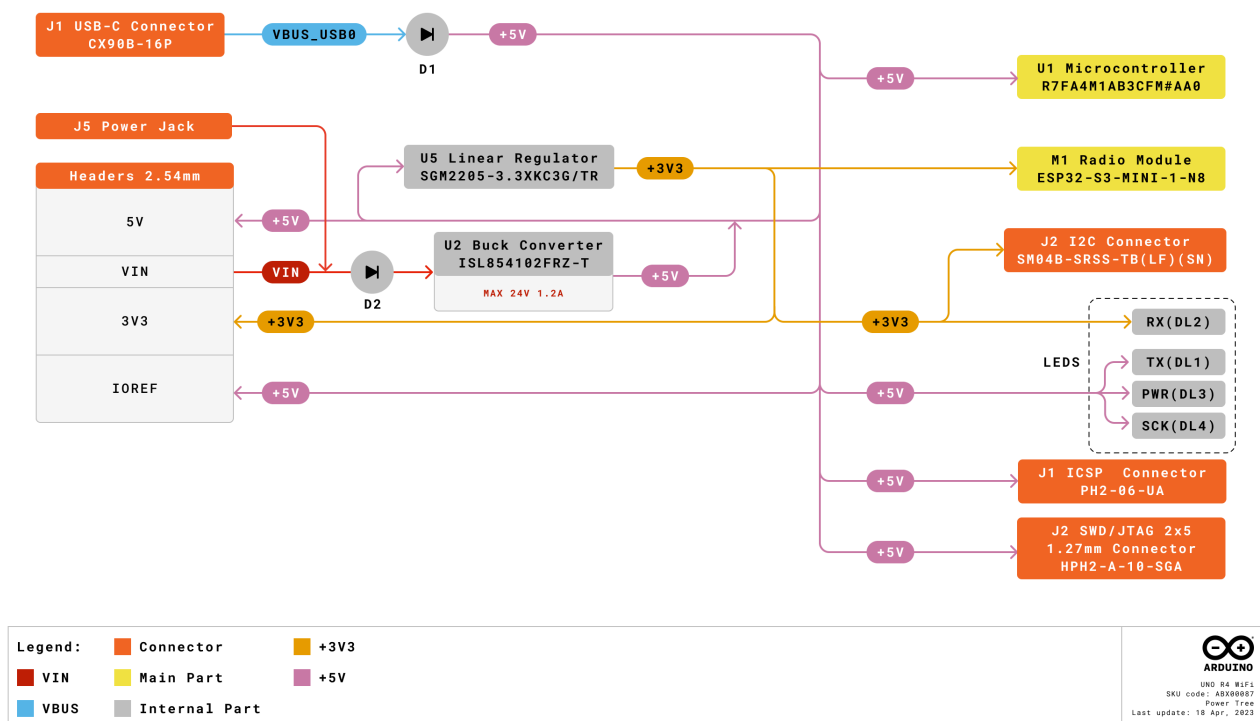 J1 USB-C Connector
CX90B-16P
VBUS_USB0
D1
+5V
+5V
U1 Microcontroller
R7FA4M1AB3CFM#AA0
J5 Power Jack
U5 Linear Regulator
SGM2205-3.3XKC3G/TR
+3V3
M1 Radio Module
ESP32-S3-MINI-1-N8
Headers 2.54mm
5V
+5V
VIN
VIN
D2
U2 Buck Converter
ISL854102FRZ-T
MAX 24V 1.2A
+5V
J2 I2C Connector
SM04B-SRSS-TB(LF)(SN)
3V3
+3V3
+3V3
RX(DL2)
LEDS
TX(DL1)
PWR(DL3)
SCK(DL4)
IOREF
+5V
+5V
+5V
J1 ICSP Connector
PH2-06-UA
+5V
J2 SWD/JTAG 2x5
1.27mm Connector
HPH2-A-10-SGA
Legend:
Connector
+3V3
VIN
Main Part
+5V
VBUS
Internal Part
ARDUINO
UNO R4 WiFi
SKU code: ABX00087
Power Tree
Last update: 18 Apr, 2023